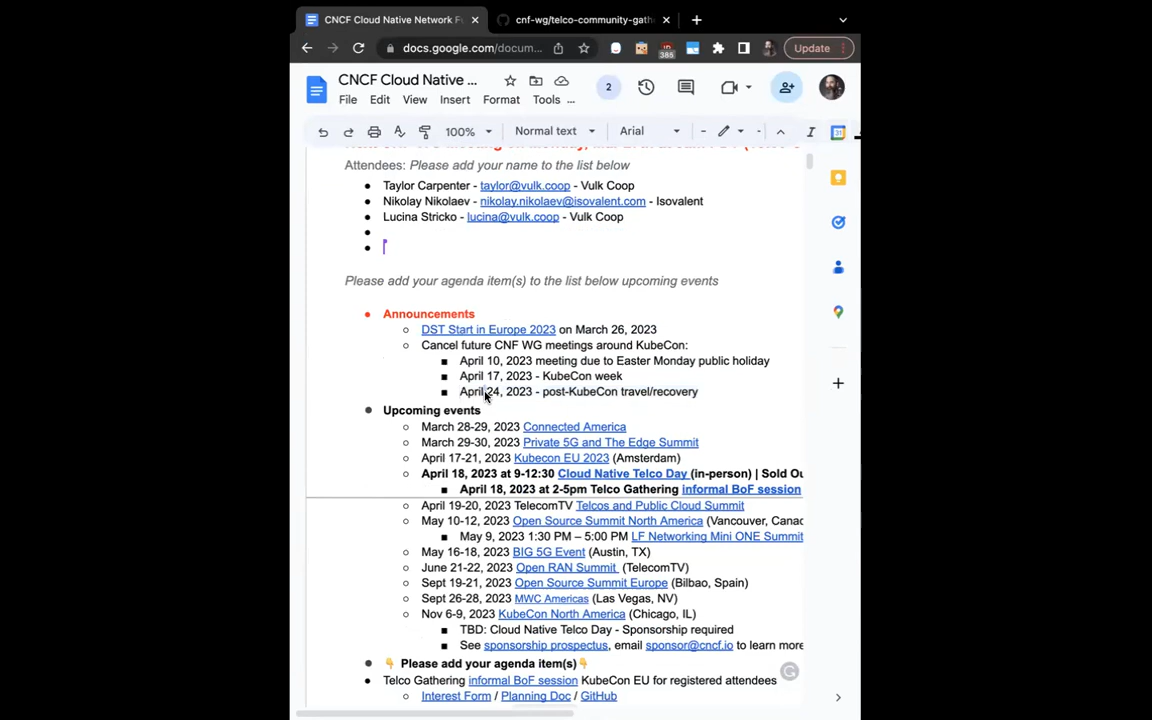 CNCF Cloud Native Network F
cnf-wg/telco-community-gath
docs.google.com/docum...
386
Update
CNCF Cloud Native ...
2
File Edit View Insert Format Tools ...
100% Normal text Arial
31
Attendees: Please add your name to the list below
Taylor Carpenter - taylor@vulk.coop - Vulk Coop
Nikolay Nikolaev - nikolay.nikolaev@isovalent.com - Isovalent
Lucina Stricko - lucina@vulk.coop - Vulk Coop
Please add your agenda item(s) to the list below upcoming events
Announcements
DST Start in Europe 2023 on March 26, 2023
Cancel future CNF WG meetings around KubeCon:
April 10, 2023 meeting due to Easter Monday public holiday
April 17, 2023 - KubeCon week
April 24, 2023 - post-KubeCon travel/recovery
Upcoming events
March 28-29, 2023 Connected America
March 29-30, 2023 Private 5G and The Edge Summit
April 17-21, 2023 Kubecon EU 2023 (Amsterdam)
April 18, 2023 at 9-12:30 Cloud Native Telco Day (in-person) | Sold Ou
April 18, 2023 at 2-5pm Telco Gathering informal BoF session
April 19-20, 2023 TelecomTV Telcos and Public Cloud Summit
May 10-12, 2023 Open Source Summit North America (Vancouver, Canad
May 9, 2023 1:30 PM – 5:00 PM LF Networking Mini ONE Summit
May 16-18, 2023 BIG 5G Event (Austin, TX)
June 21-22, 2023 Open RAN Summit (TelecomTV)
Sept 19-21, 2023 Open Source Summit Europe (Bilbao, Spain)
Sept 26-28, 2023 MWC Americas (Las Vegas, NV)
Nov 6-9, 2023 KubeCon North America (Chicago, IL)
TBD: Cloud Native Telco Day - Sponsorship required
See sponsorship prospectus, email sponsor@cncf.io to learn more
👇 Please add your agenda item(s)👇
Telco Gathering informal BoF session KubeCon EU for registered attendees
Interest Form / Planning Doc / GitHub